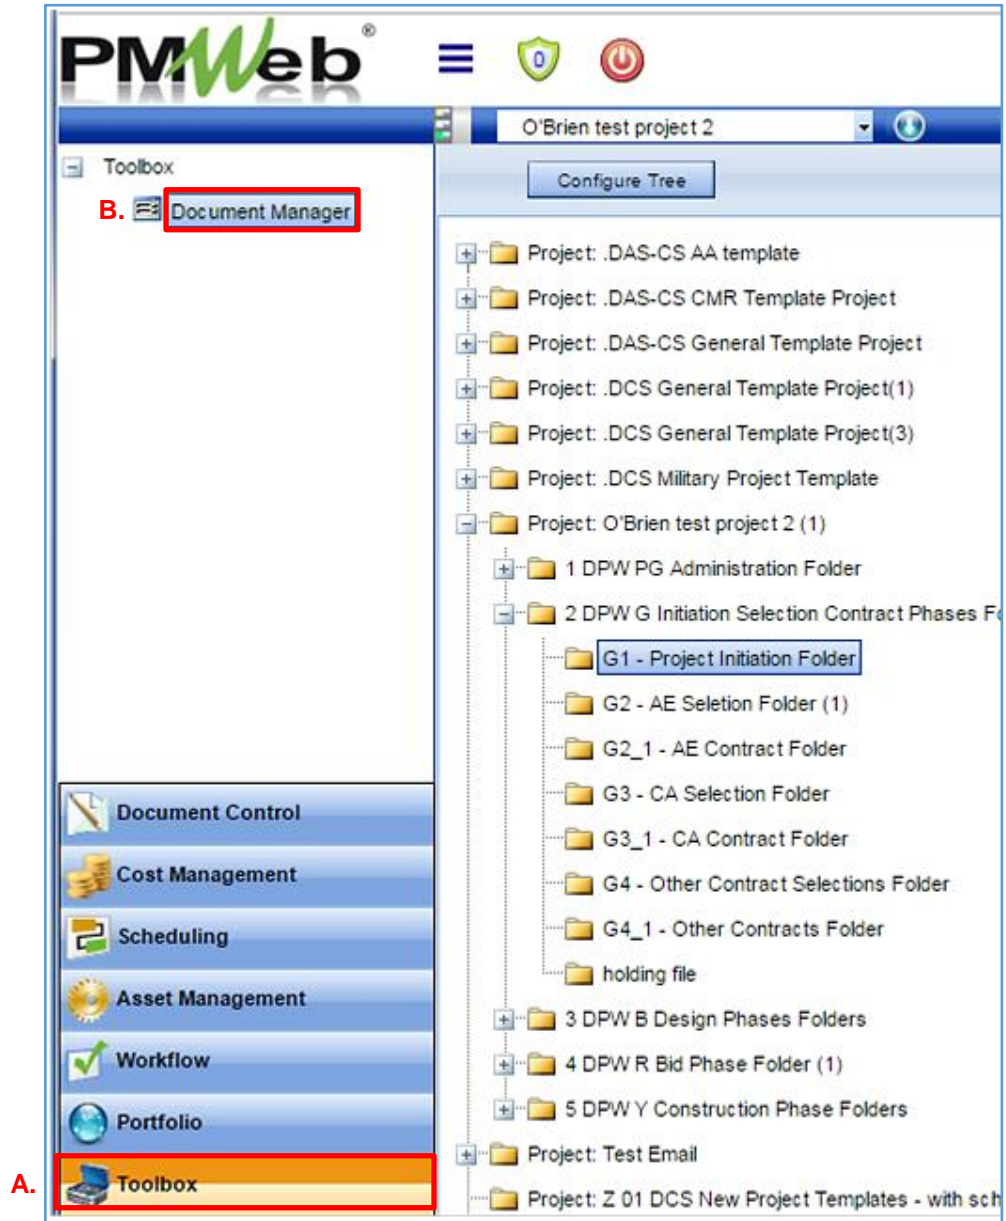 PMWeb®
0
O'Brien test project 2
Toolbox
B. Document Manager
Configure Tree
Project: .DAS-CS AA template
Project: .DAS-CS CMR Template Project
Project: .DAS-CS General Template Project
Project: .DCS General Template Project(1)
Project: .DCS General Template Project(3)
Project: .DCS Military Project Template
Project: O'Brien test project 2 (1)
1 DPW PG Administration Folder
2 DPW G Initiation Selection Contract Phases Fo
G1 - Project Initiation Folder
G2 - AE Seletion Folder (1)
G2_1 - AE Contract Folder
G3 - CA Selection Folder
G3_1 - CA Contract Folder
G4 - Other Contract Selections Folder
G4_1 - Other Contracts Folder
holding file
3 DPW B Design Phases Folders
4 DPW R Bid Phase Folder (1)
5 DPW Y Construction Phase Folders
Project: Test Email
Project: Z 01 DCS New Project Templates - with sch
Document Control
Cost Management
Scheduling
Asset Management
Workflow
Portfolio
A. Toolbox